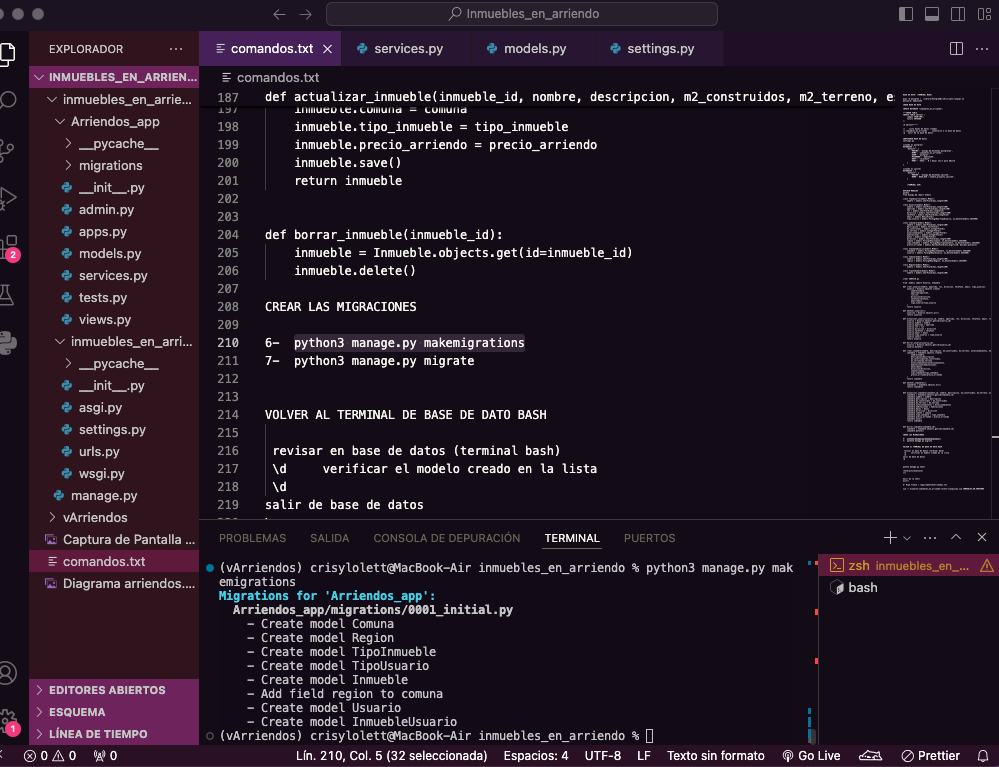 Inmuebles_en_arriendo
EXPLORADOR
INMUEBLES_EN_ARRIEN...
inmuebles_en_arrie...
Arriendos_app
__pycache__
migrations
__init__.py
admin.py
apps.py
models.py
services.py
tests.py
views.py
inmuebles_en_arri...
__pycache__
__init__.py
asgi.py
settings.py
urls.py
wsgi.py
manage.py
vArriendos
Captura de Pantalla ...
comandos.txt
Diagrama arriendos....
EDITORES ABIERTOS
ESQUEMA
LÍNEA DE TIEMPO
2
1
comandos.txt
services.py
models.py
settings.py
comandos.txt
187 def actualizar_inmueble(inmueble_id, nombre, descripcion, m2_construidos, m2_terreno, e
197 inmueble.comuna = comuna
198 inmueble.tipo_inmueble = tipo_inmueble
199 inmueble.precio_arriendo = precio_arriendo
200 inmueble.save()
201 return inmueble
202
203
204 def borrar_inmueble(inmueble_id):
205 inmueble = Inmueble.objects.get(id=inmueble_id)
206 inmueble.delete()
207
208 CREAR LAS MIGRACIONES
209
210 6- python3 manage.py makemigrations
211 7- python3 manage.py migrate
212
213
214 VOLVER AL TERMINAL DE BASE DE DATO BASH
215
216 revisar en base de datos (terminal bash)
217 \d verificar el modelo creado en la lista
218 \d
219 salir de base de datos
PROBLEMAS
SALIDA
CONSOLA DE DEPURACIÓN
TERMINAL
PUERTOS
(vArriendos) crisylolett@MacBook-Air inmuebles_en_arriendo % python3 manage.py mak
emigrations
Migrations for 'Arriendos_app':
Arriendos_app/migrations/0001_initial.py
- Create model Comuna
- Create model Region
- Create model TipoInmueble
- Create model TipoUsuario
- Create model Inmueble
- Add field region to comuna
- Create model Usuario
- Create model InmuebleUsuario
(vArriendos) crisylolett@MacBook-Air inmuebles_en_arriendo %
zsh inmuebles_en_...
bash
0
0
0
Lín. 210, Col. 5 (32 seleccionada)
Espacios: 4
UTF-8
LF
Texto sin formato
Go Live
Prettier